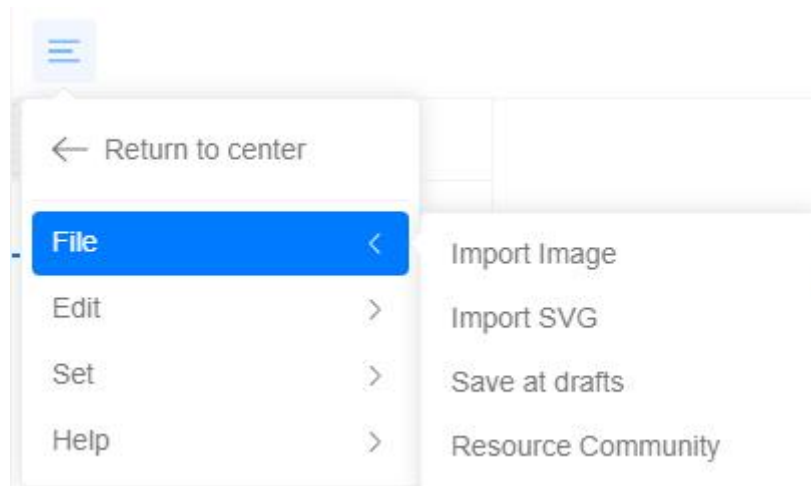 Return to center
File
Edit
Set
Help
Import Image
Import SVG
Save at drafts
Resource Community